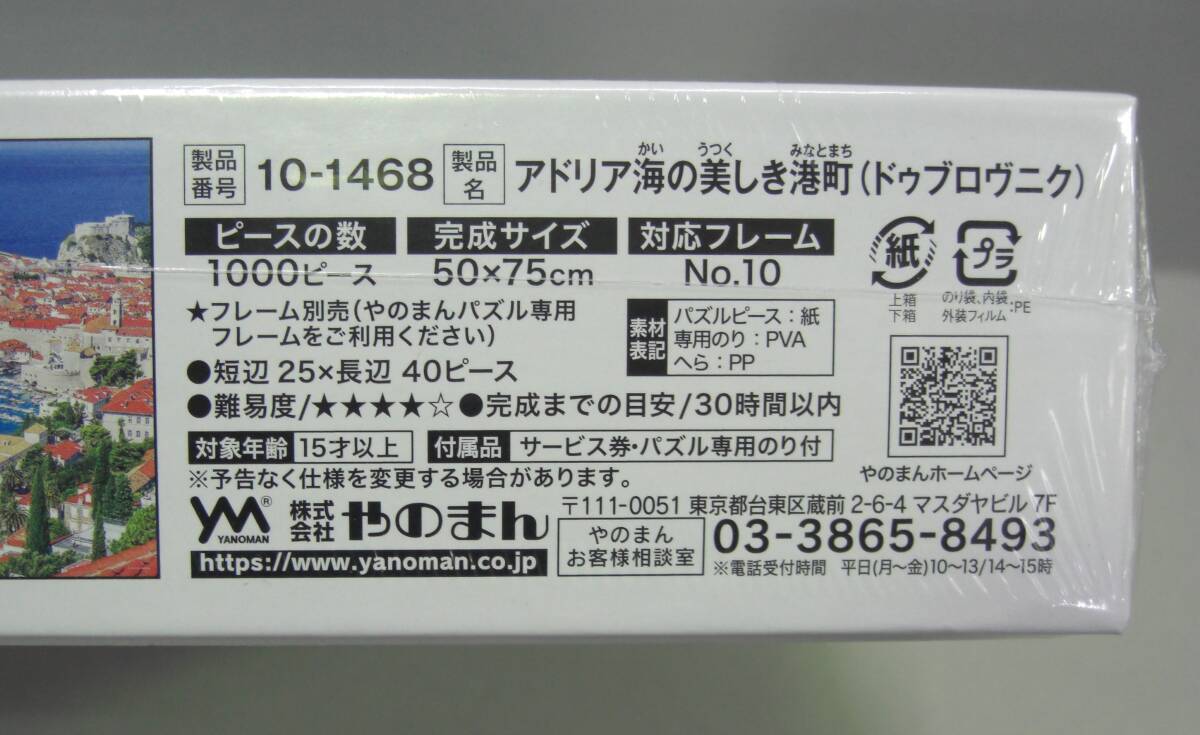 製品番号 10-1468 製品名 アドリア海の美しき港町(ドゥブロヴニク)
かい うつく みなとまち
ピースの数 完成サイズ 対応フレーム
1000ピース 50×75cm No.10
★フレーム別売(やのまんパズル専用
フレームをご利用ください)
素材表記
パズルピース:紙
専用のり:PVA
へら:PP
紙
上箱
下箱
プラ
のり袋、内袋、
外装フィルム:PE
●短辺 25×長辺 40ピース
●難易度/★★★★☆ ●完成までの目安/30時間以内
対象年齢 15才以上 付属品 サービス券・パズル専用のり付
※予告なく仕様を変更する場合があります。
やのまんホームページ
YM® YANOMAN 株式会社 やのまん
https://www.yanoman.co.jp
〒111-0051 東京都台東区蔵前 2-6-4 マスダヤビル 7F
やのまん
お客様相談室
03-3865-8493
※電話受付時間 平日(月~金)10~13/14~15時